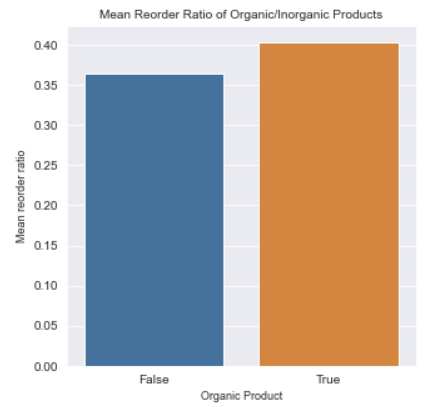 Mean Reorder Ratio of Organic/Inorganic Products
Mean reorder ratio
0.40
0.35
0.30
0.25
0.20
0.15
0.10
0.05
0.00
False True
Organic Product